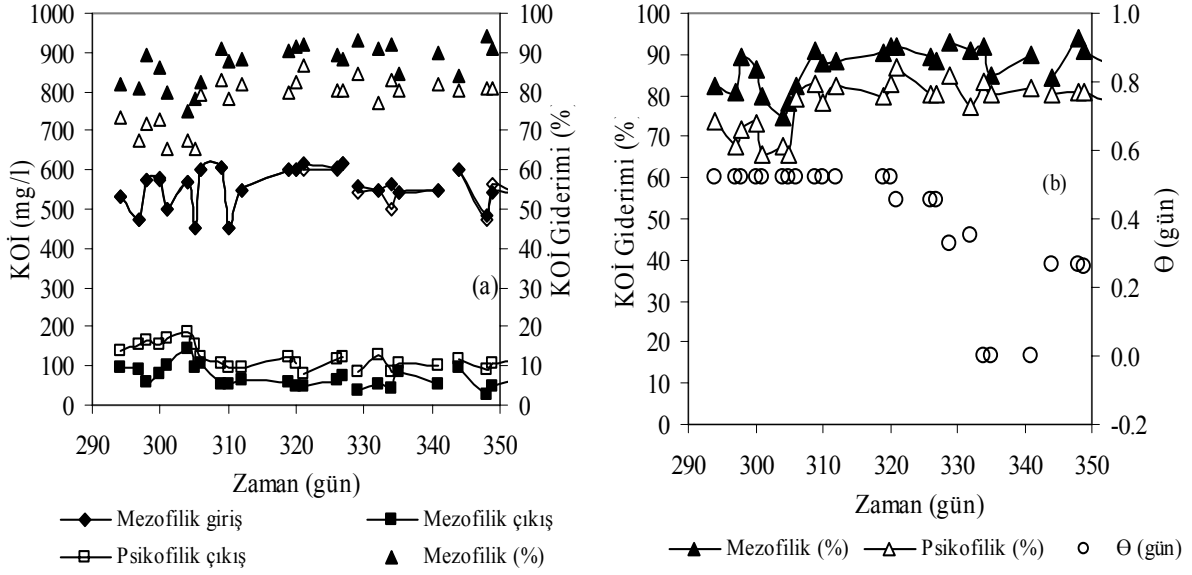 1000
900
800
700
600
500
400
300
200
100
0
KOİ (mg/l)
100
90
80
70
60
50
40
30
20
10
0
KOİ Giderimi (%
(a)
290 300 310 320 330 340 350
Zaman (gün)
Mezofilik giriş
Mezofilik çıkış
Psikofilik çıkış
Mezofilik (%)
100
90
80
70
60
50
40
30
20
10
0
KOİ Giderimi (%
1.0
0.8
0.6
0.4
0.2
0.0
-0.2
Ө (gün)
(b)
290 300 310 320 330 340 350
Zaman (gün)
Mezofilik (%)
Psikofilik (%)
Ө (gün)